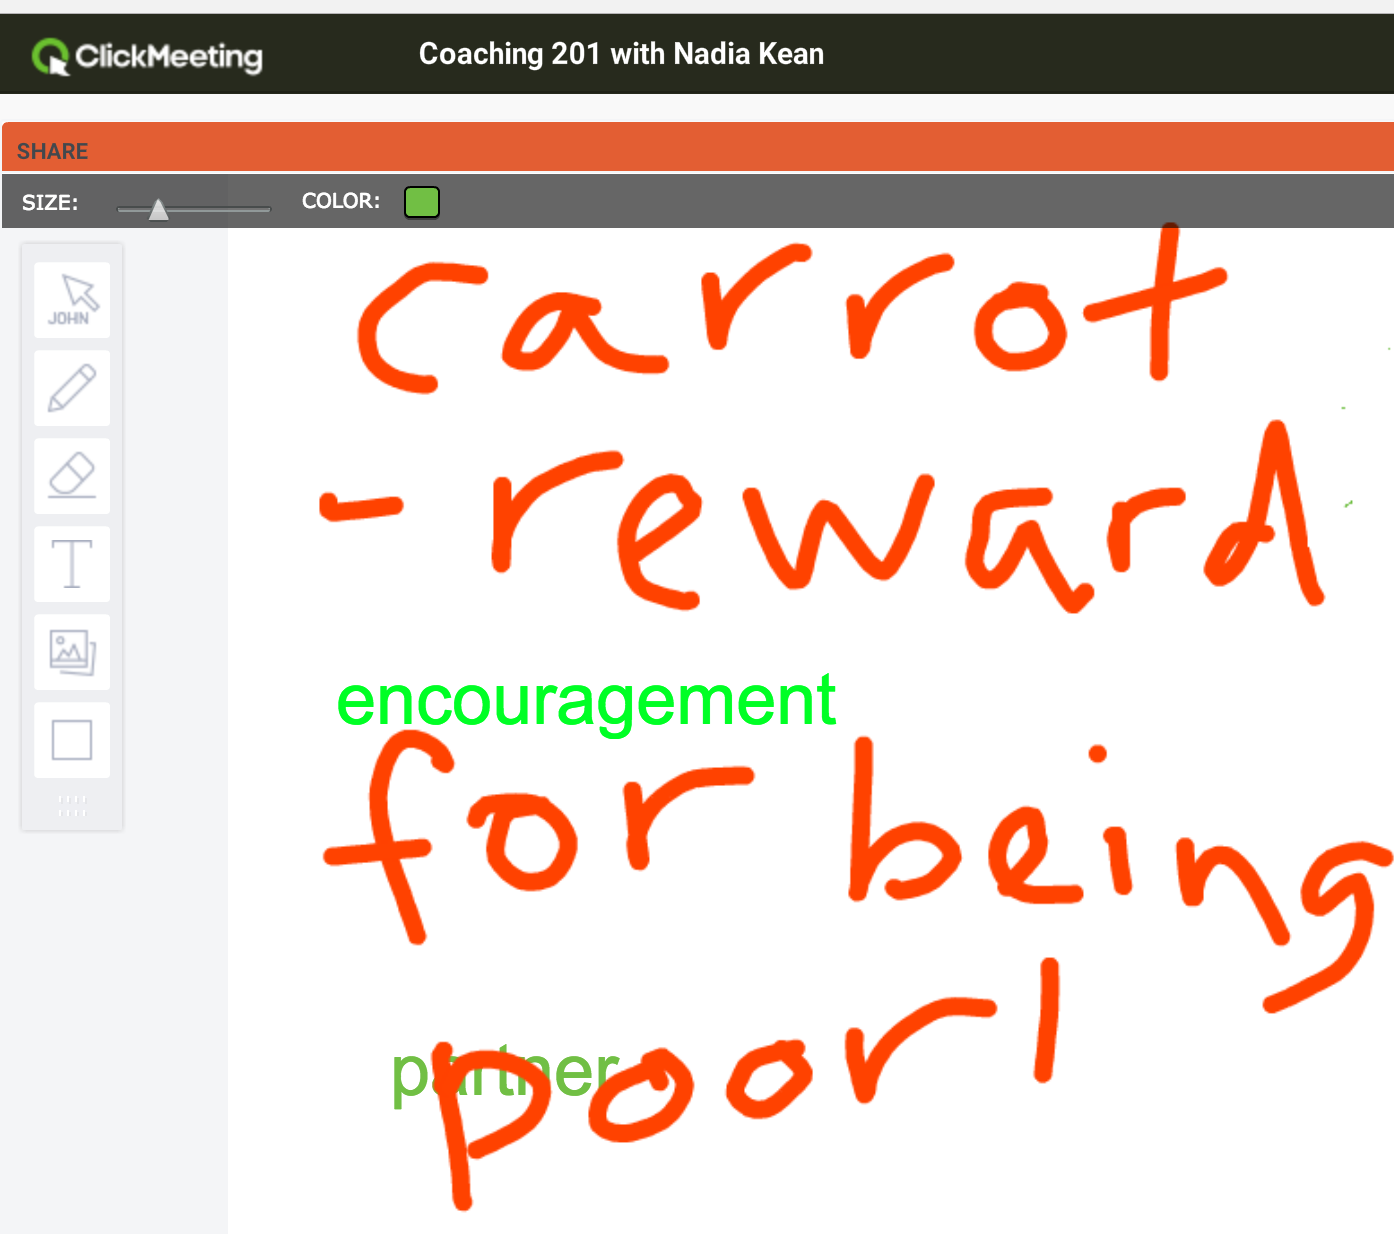 ClickMeeting
Coaching 201 with Nadia Kean
SHARE
SIZE:
COLOR:
JOHN
T
carrot
- reward
encouragement
for being
partner
poor!